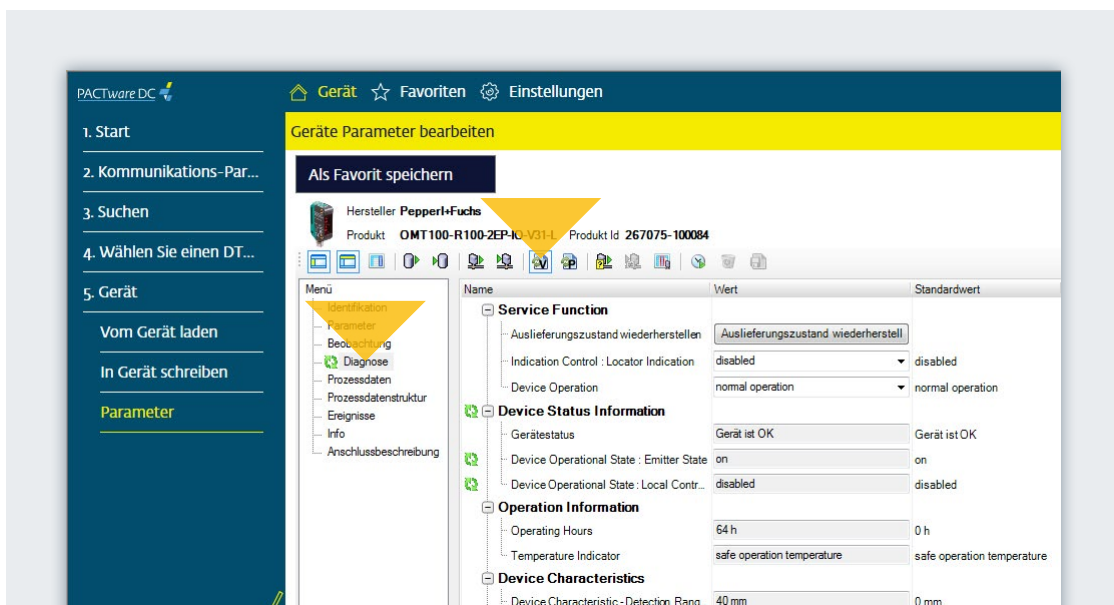 PACTware DC
Gerät Favoriten Einstellungen
1. Start
2. Kommunikations-Par...
3. Suchen
4. Wählen Sie einen DT...
5. Gerät
Vom Gerät laden
In Gerät schreiben
Parameter
Geräte Parameter bearbeiten
Als Favorit speichern
Hersteller Pepperl+Fuchs
Produkt OMT100-R100-2EP-IO-V31-L Produkt Id 267075-100084
Menü
Identifikation
Parameter
Beobachtung
Diagnose
Prozessdaten
Prozessdatenstruktur
Ereignisse
Info
Anschlussbeschreibung
Name Wert Standardwert
Service Function
Auslieferungszustand wiederherstellen Auslieferungszustand wiederherstell
Indication Control : Locator Indication disabled disabled
Device Operation normal operation normal operation
Device Status Information
Gerätestatus Gerät ist OK Gerät ist OK
Device Operational State : Emitter State on on
Device Operational State : Local Contr... disabled disabled
Operation Information
Operating Hours 64 h 0 h
Temperature Indicator safe operation temperature safe operation temperature
Device Characteristics
Device Characteristic - Detection Rang 40 mm 0 mm